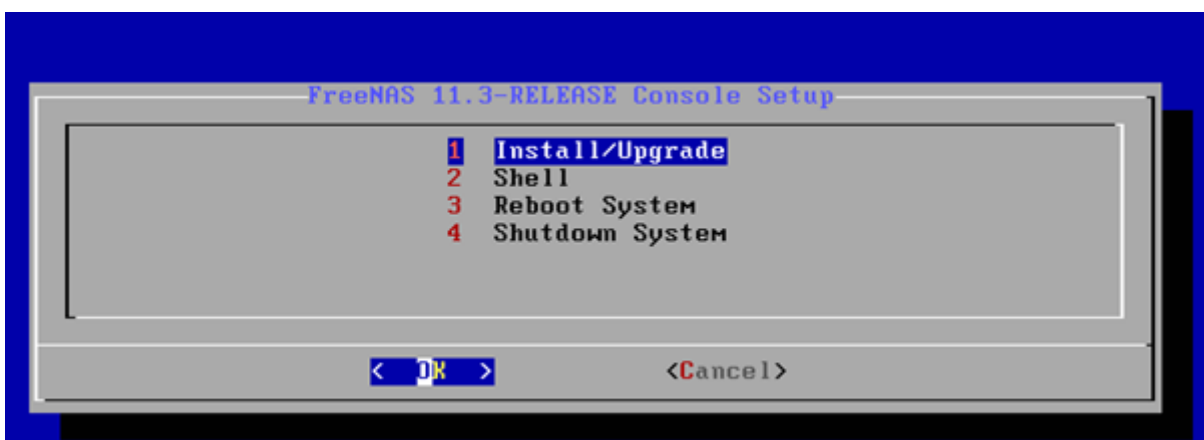 FreeNAS 11.3-RELEASE Console Setup
1 Install/Upgrade
2 Shell
3 Reboot System
4 Shutdown System
< OK > <Cancel>